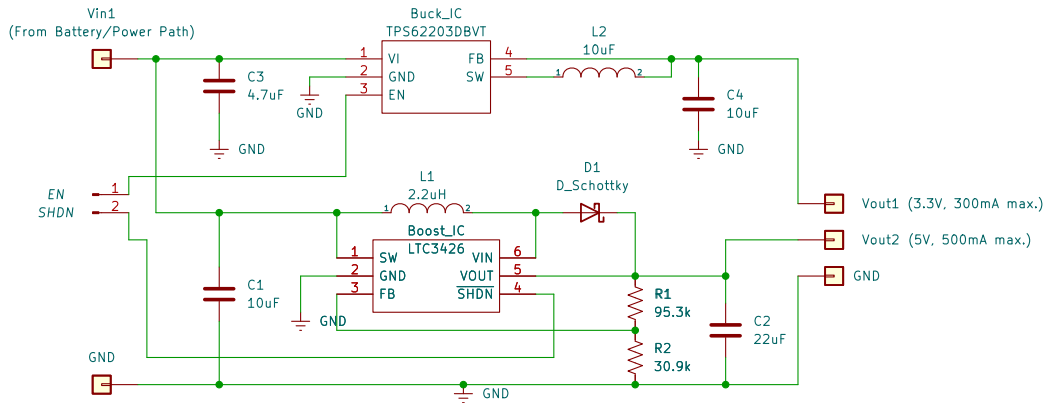 Vin1
(From Battery/Power Path)
Buck_IC
TPS62203DBVT
1
VI
2
GND
3
EN
FB
4
SW
5
L2
10uF
1
2
C3
4.7uF
GND
GND
C4
10uF
GND
EN
1
SHDN
2
L1
2.2uH
1
2
D1
D_Schottky
Vout1 (3.3V, 300mA max.)
Vout2 (5V, 500mA max.)
GND
Boost_IC
LTC3426
1
SW
2
GND
3
FB
VIN
6
VOUT
5
SHDN
4
C1
10uF
GND
R1
95.3k
R2
30.9k
C2
22uF
GND
GND